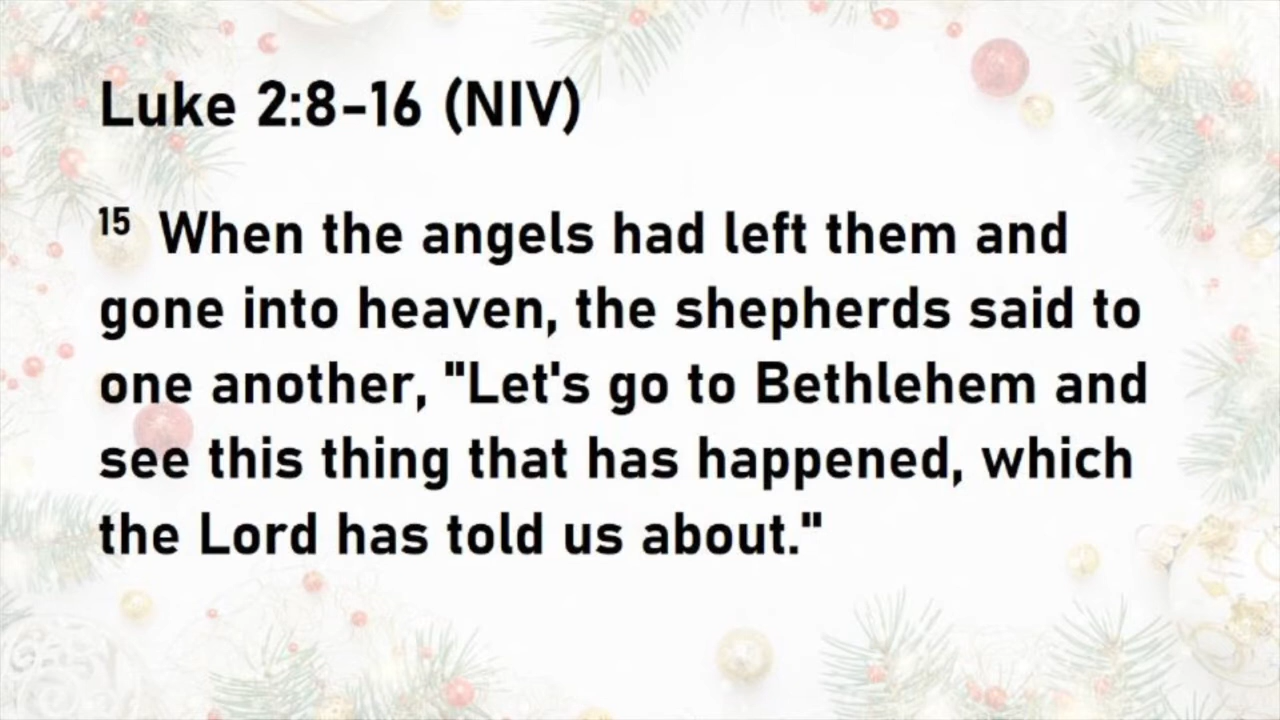 Luke 2:8-16 (NIV)
15 When the angels had left them and
gone into heaven, the shepherds said to
one another, "Let's go to Bethlehem and
see this thing that has happened, which
the Lord has told us about."